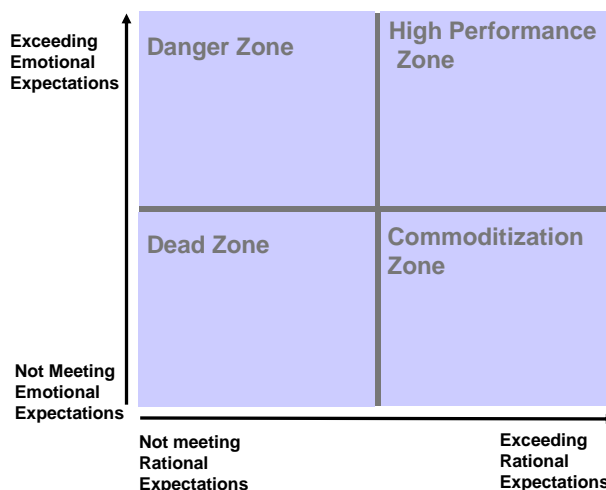 Exceeding
Emotional
Expectations
Danger Zone
High Performance
Zone
Dead Zone
Commoditization
Zone
Not Meeting
Emotional
Expectations
Not meeting
Rational
Expectations
Exceeding
Rational
Expectations